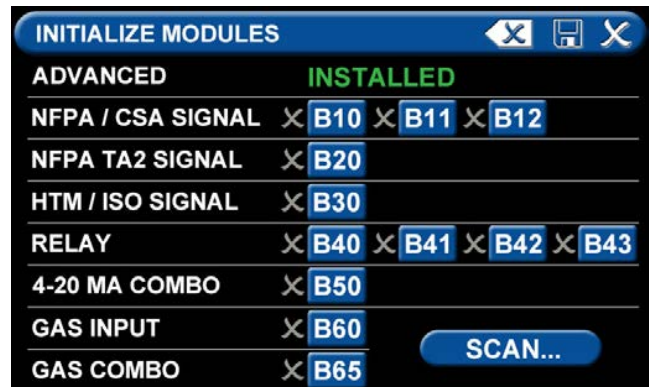 INITIALIZE MODULES
ADVANCED INSTALLED
NFPA / CSA SIGNAL B10 B11 B12
NFPA TA2 SIGNAL B20
HTM / ISO SIGNAL B30
RELAY B40 B41 B42 B43
4-20 MA COMBO B50
GAS INPUT B60
SCAN...
GAS COMBO B65